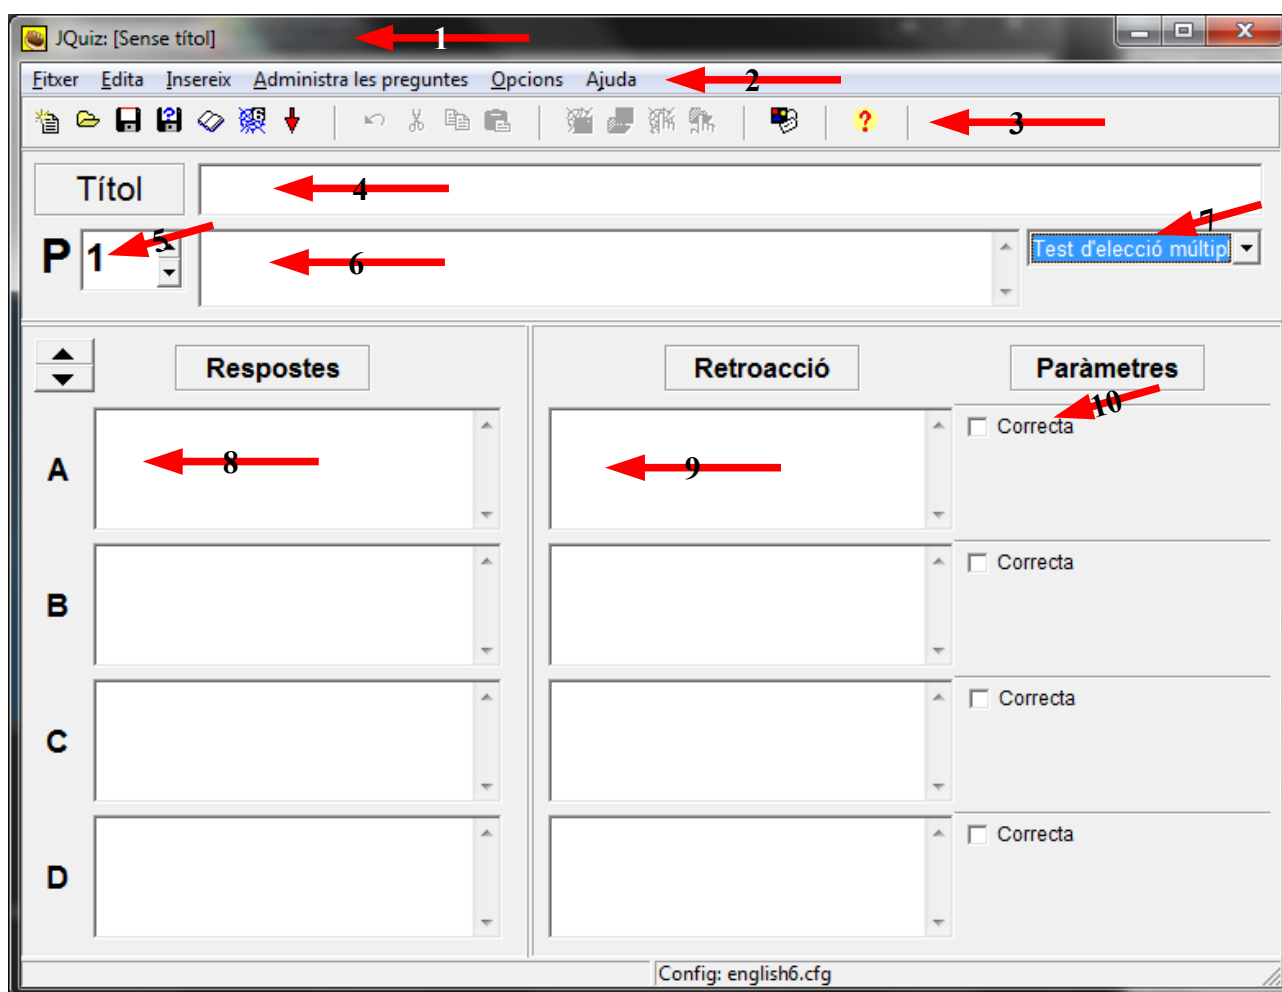 JQuiz: [Sense títol] 1
Fitxer Edita Insereix Administra les preguntes Opcions Ajuda 2
? 3
Títol 4
P 1 5 6 7
Test d'elecció múltip
Respostes Retroacció Paràmetres
A 8 9 10 Correcta
B Correcta
C Correcta
D Correcta
Config: english6.cfg